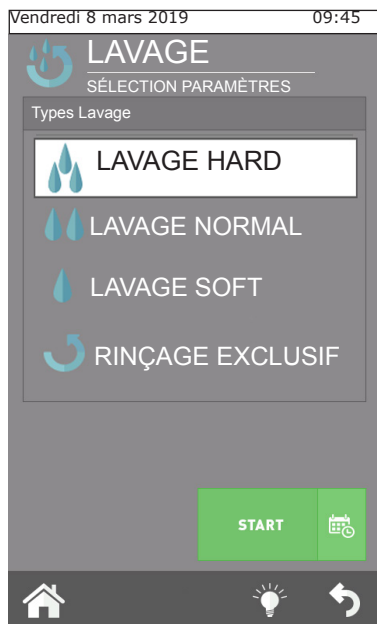 Vendredi 8 mars 2019 09:45
LAVAGE
SÉLECTION PARAMÈTRES
Types Lavage
LAVAGE HARD
LAVAGE NORMAL
LAVAGE SOFT
RINÇAGE EXCLUSIF
START